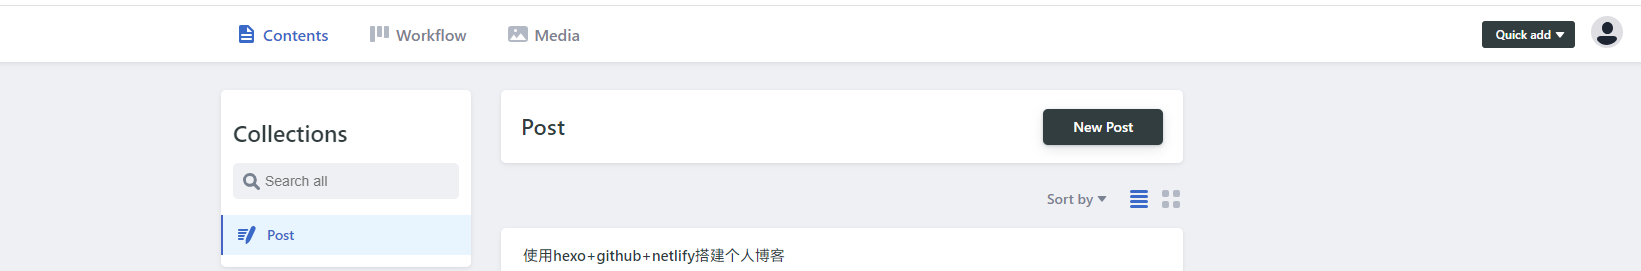 Contents Workflow Media Quick add
Collections
Search all
Post
Post
New Post
Sort by
使用hexo+github+netlify搭建个人博客